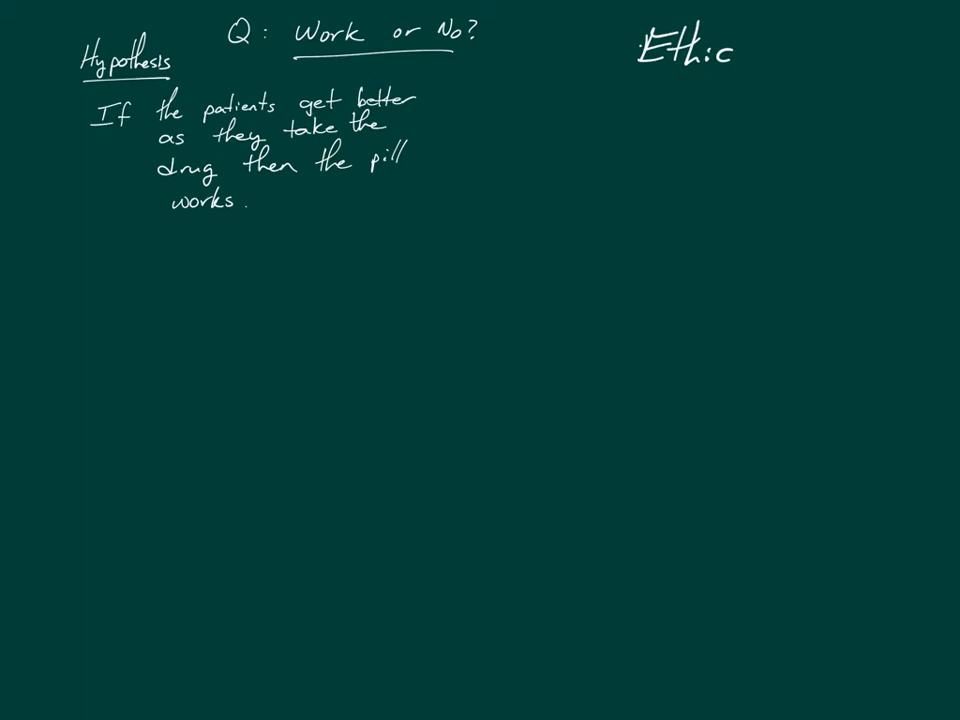 Q: Work or No?
Ethic
Hypothesis
If the patients get better
as they take the
drug then the pill
works.